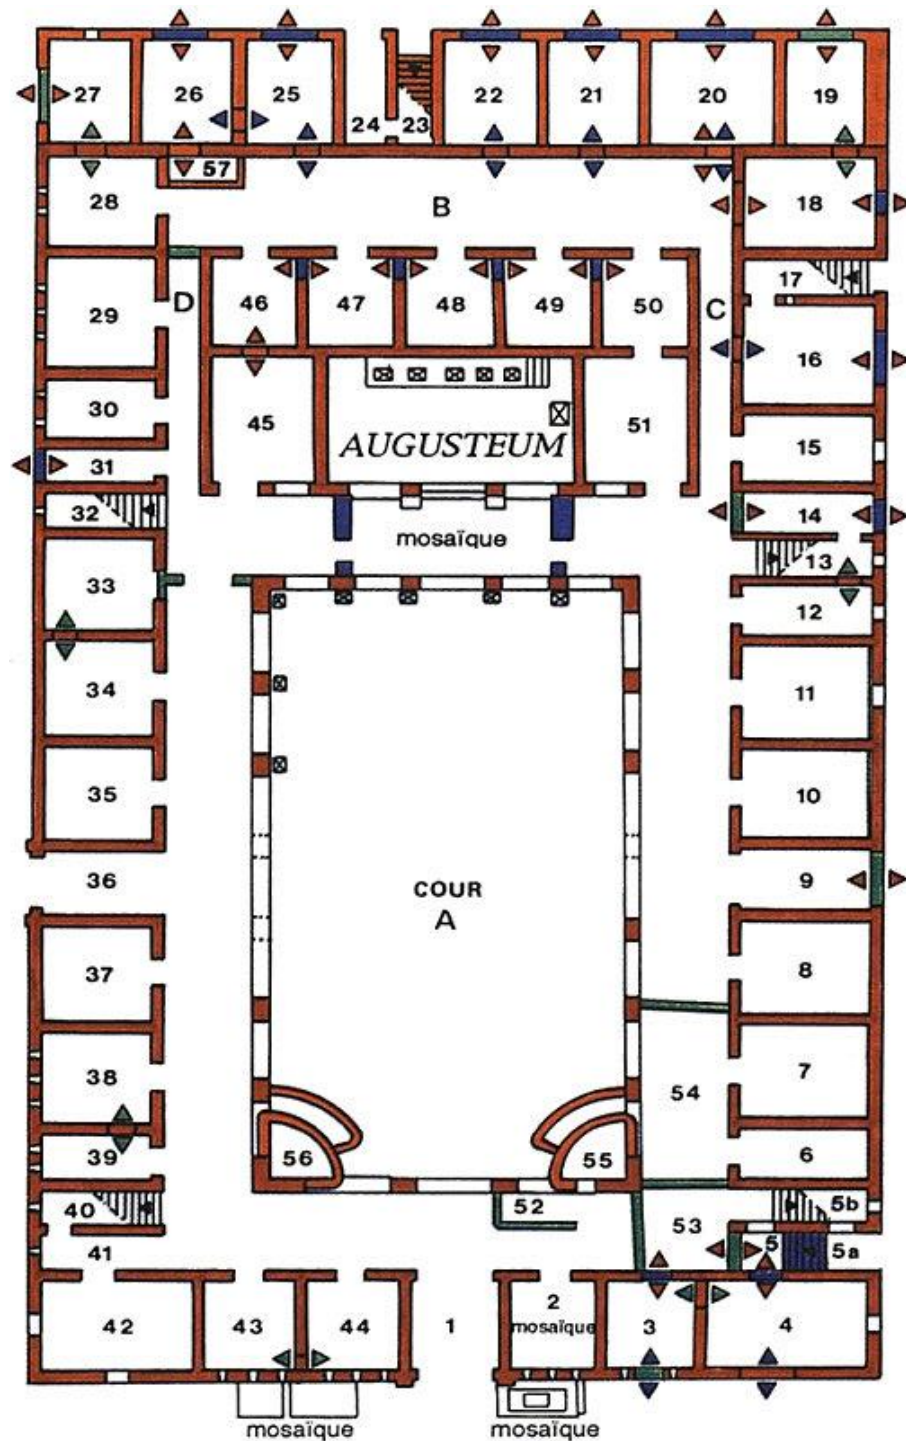 27 26 25 24 23 22 21 20 19
57
28 B 18
17
D 46 47 48 49 50 C
29 16
30 45 AUGUSTEUM 51 15
31
32 mosaïque 14
13
33 12
34 11
35 10
36 COUR 9
A
37 8
38 54 7
39 56 55 6
40 52 53 5b
41 5 5a
42 43 44 1 2 3 4
mosaïque
mosaïque mosaïque